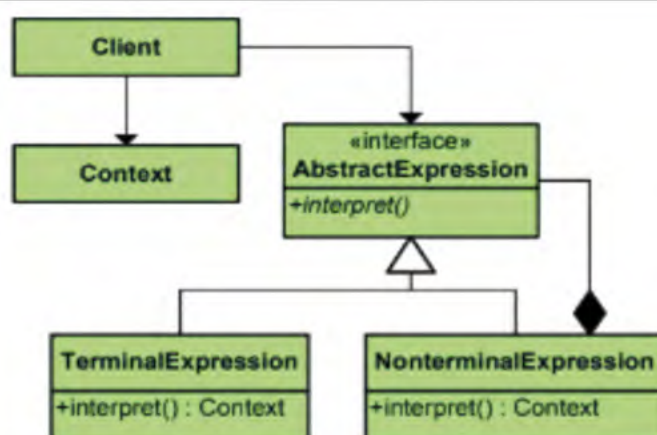 Client
Context
«interface»
AbstractExpression
+interpret()
TerminalExpression
+interpret() : Context
NonterminalExpression
+interpret() : Context